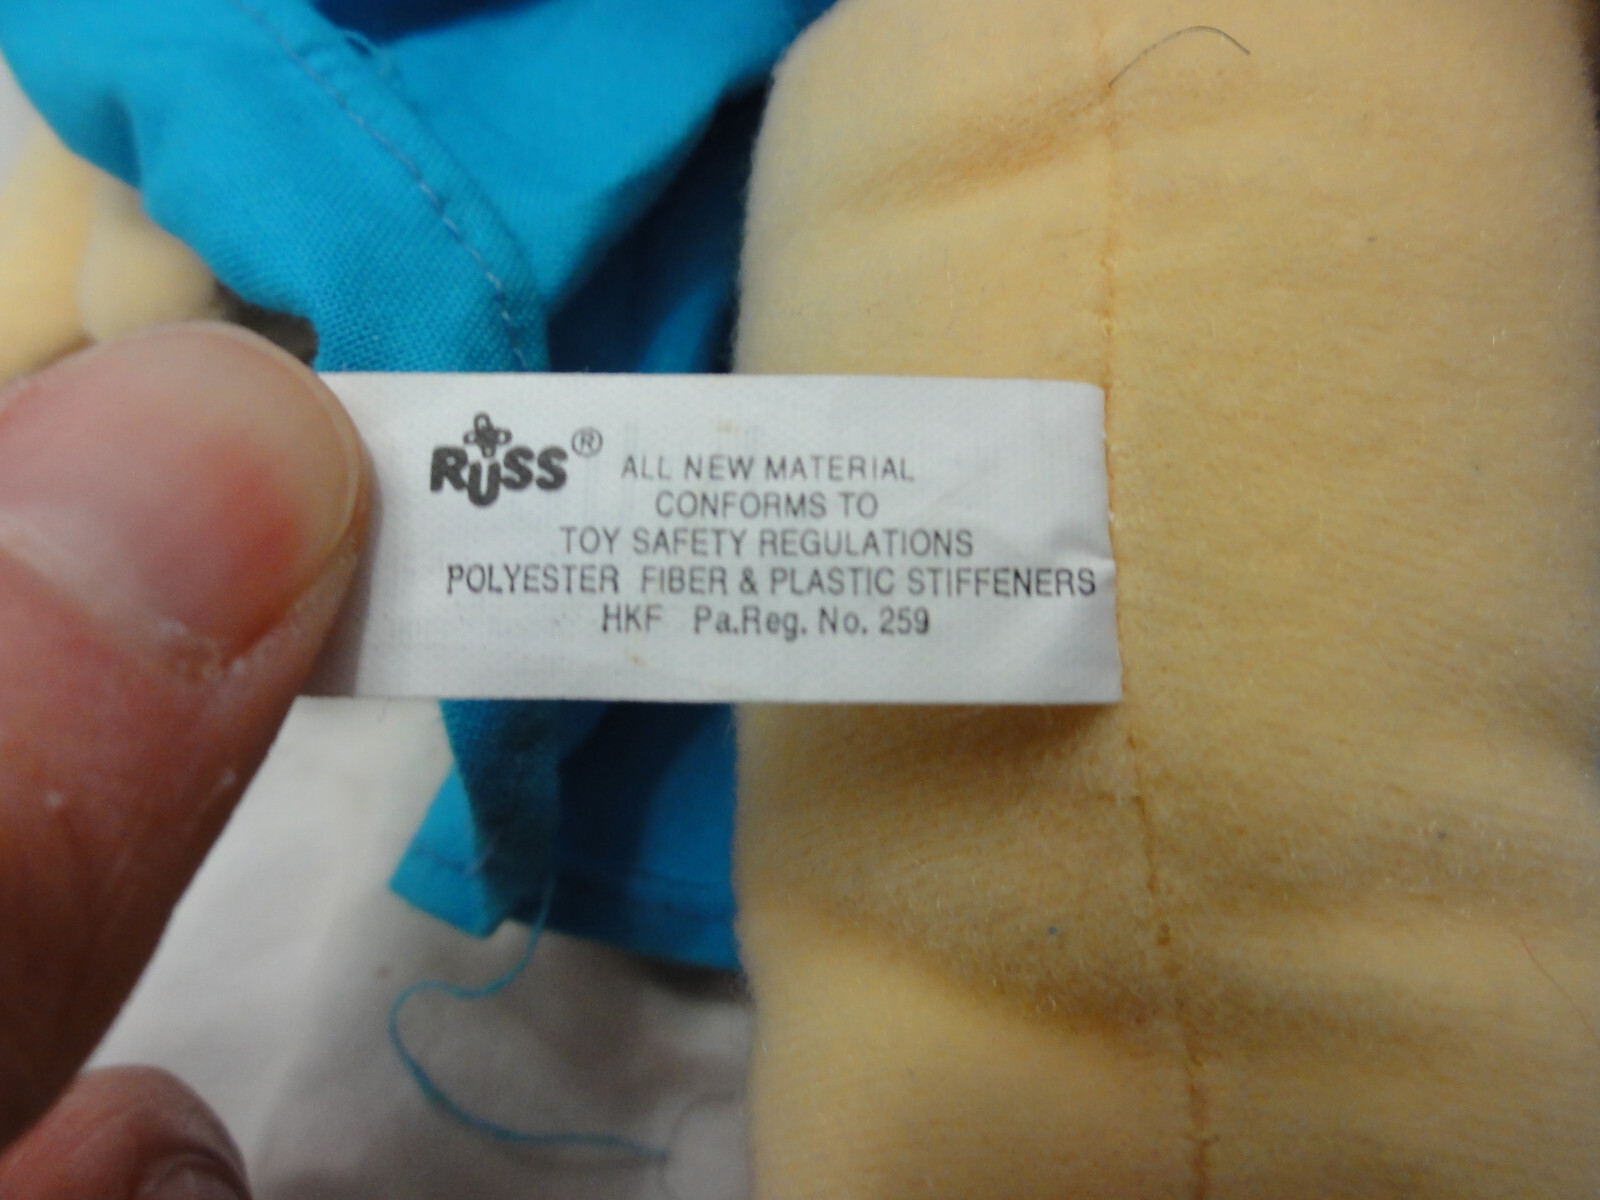 RUSS® ALL NEW MATERIAL
CONFORMS TO
TOY SAFETY REGULATIONS
POLYESTER FIBER & PLASTIC STIFFENERS
HKF Pa.Reg. No. 259